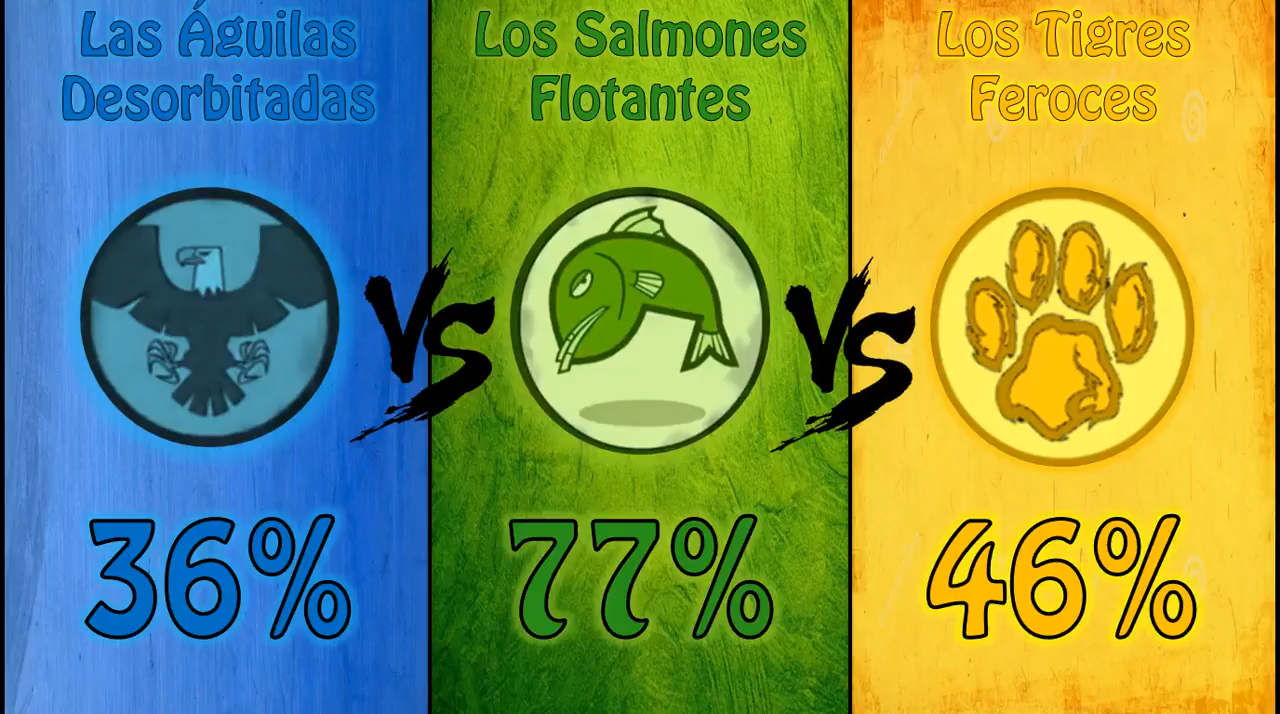 Las Águilas
Desorbitadas
Los Salmones
Flotantes
Los Tigres
Feroces
VS
VS
36%
77%
46%